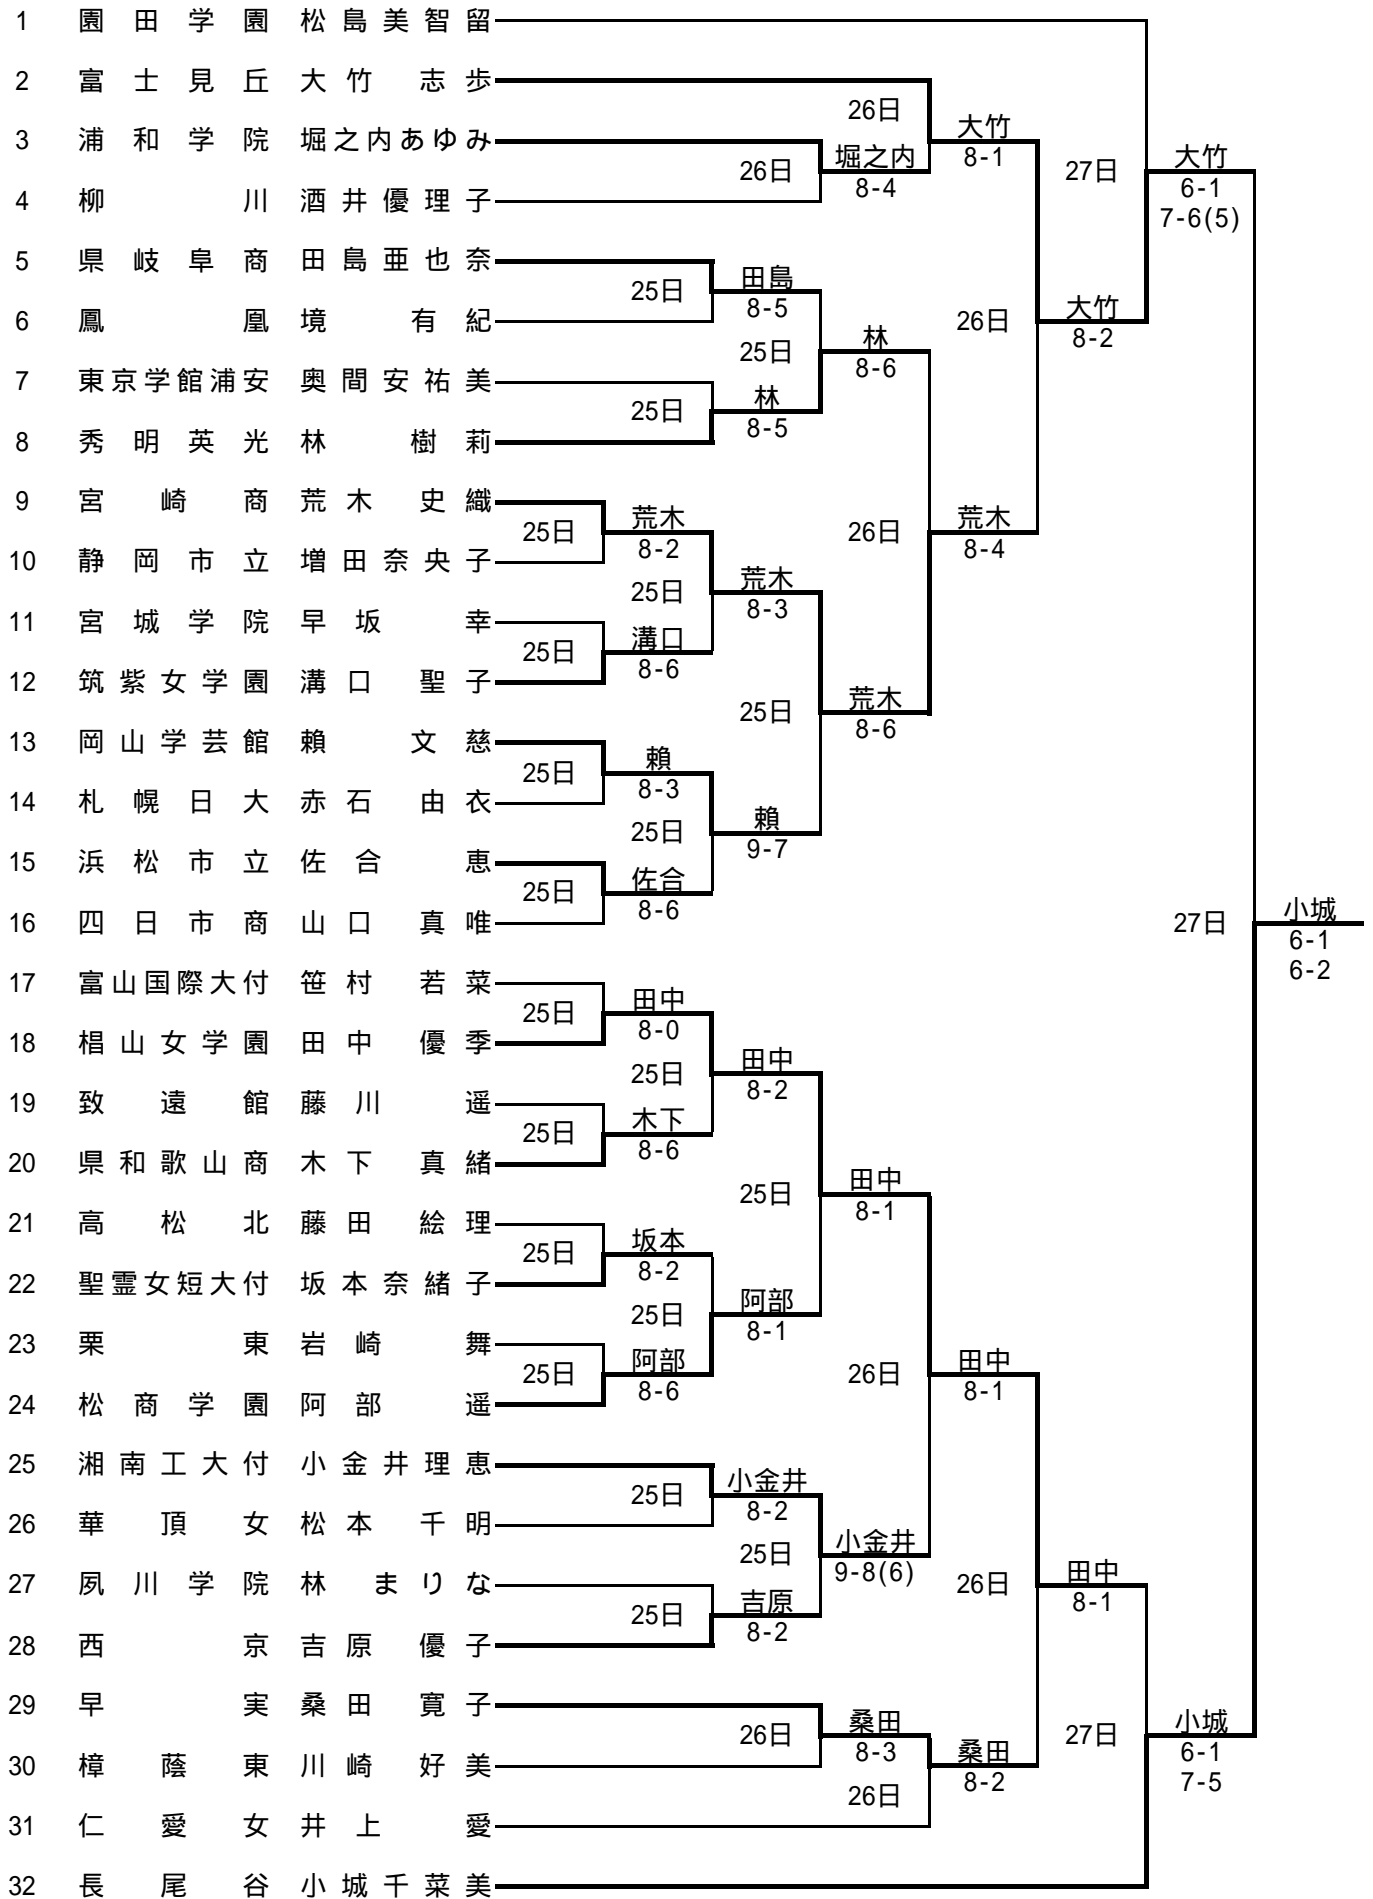 1 園田学園 松島美智留
2 富士見丘 大竹志歩
26日
大竹
3 浦和学院 堀之内あゆみ
堀之内
8-1
27日
大竹
26日
8-4
6-1
4 柳川 酒井優理子
7-6(5)
5 県岐阜商 田島亜也奈
25日
田島
8-5
26日
大竹
6 鳳凰 境有紀
8-2
25日
林
8-6
7 東京学館浦安 奥間安祐美
25日
林
8-5
8 秀明英光 林樹莉
9 宮崎商 荒木史織
25日
荒木
8-2
26日
荒木
8-4
10 静岡市立 増田奈央子
25日
荒木
8-3
11 宮城学院 早坂幸
25日
溝口
8-6
12 筑紫女学園 溝口聖子
25日
荒木
8-6
13 岡山学芸館 賴文慈
25日
賴
8-3
14 札幌日大 赤石由衣
25日
賴
9-7
15 浜松市立 佐合恵
25日
佐合
8-6
16 四日市商 山口真唯
27日
小城
6-1
6-2
17 富山国際大付 笹村若菜
25日
田中
8-0
18 椙山女学園 田中優季
25日
田中
8-2
19 致遠館 藤川遥
25日
木下
8-6
20 県和歌山商 木下真緒
25日
田中
8-1
21 高松北 藤田絵理
25日
坂本
8-2
22 聖霊女短大付 坂本奈緒子
25日
阿部
8-1
23 栗東 岩崎舞
25日
阿部
8-6
26日
田中
8-1
24 松商学園 阿部遥
25 湘南工大付 小金井理恵
25日
小金井
8-2
26 華頂女 松本千明
25日
小金井
9-8(6)
27 夙川学院 林まりな
25日
吉原
8-2
26日
田中
8-1
28 西京 吉原優子
29 早実 桑田寛子
26日
桑田
8-3
27日
小城
6-1
7-5
30 樟蔭東 川崎好美
26日
桑田
8-2
31 仁愛女 井上愛
32 長尾谷 小城千菜美